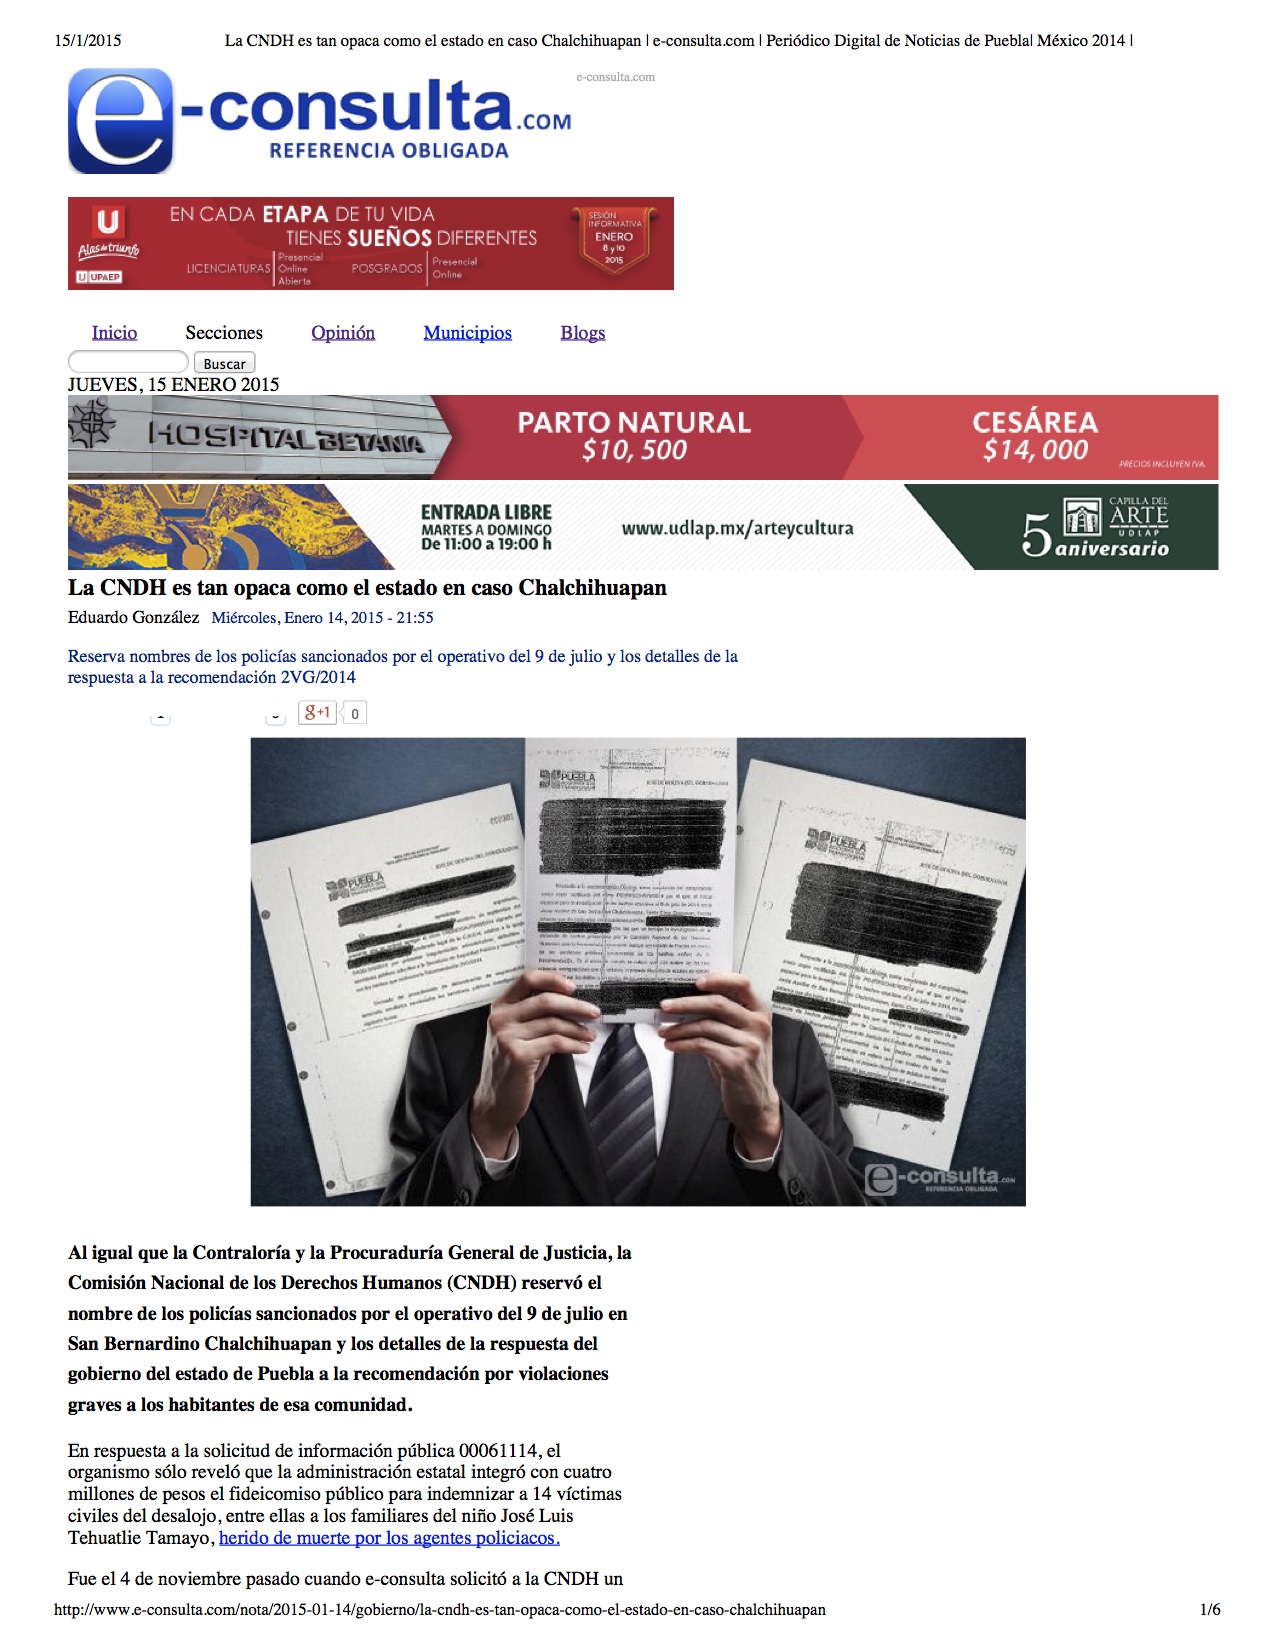 15/1/2015 La CNDH es tan opaca como el estado en caso Chalchihuapan | e-consulta.com | Periódico Digital de Noticias de Puebla| México 2014 |
e-consulta.com
e-consulta.COM
REFERENCIA OBLIGADA
U
Alas de triunfo
U UPAEP
EN CADA ETAPA DE TU VIDA
TIENES SUEÑOS DIFERENTES
LICENCIATURAS Presencial Online Abierta POSGRADOS Presencial Online
SESIÓN
INFORMATIVA
ENERO
8 y 10
2015
Inicio Secciones Opinión Municipios Blogs
Buscar
JUEVES, 15 ENERO 2015
HOSPITAL BETANIA
PARTO NATURAL
$10, 500
CESÁREA
$14, 000
PRECIOS INCLUYEN IVA.
ENTRADA LIBRE
MARTES A DOMINGO
De 11:00 a 19:00 h
www.udlap.mx/arteycultura
5 aniversario
CAPILLA DEL
ARTE
UDLAP
La CNDH es tan opaca como el estado en caso Chalchihuapan
Eduardo González Miércoles, Enero 14, 2015 - 21:55
Reserva nombres de los policías sancionados por el operativo del 9 de julio y los detalles de la
respuesta a la recomendación 2VG/2014
g+1 0
PUEBLA
PUEBLA
PUEBLA
e-consulta.COM
REFERENCIA OBLIGADA
Al igual que la Contraloría y la Procuraduría General de Justicia, la
Comisión Nacional de los Derechos Humanos (CNDH) reservó el
nombre de los policías sancionados por el operativo del 9 de julio en
San Bernardino Chalchihuapan y los detalles de la respuesta del
gobierno del estado de Puebla a la recomendación por violaciones
graves a los habitantes de esa comunidad.
En respuesta a la solicitud de información pública 00061114, el
organismo sólo reveló que la administración estatal integró con cuatro
millones de pesos el fideicomiso público para indemnizar a 14 víctimas
civiles del desalojo, entre ellas a los familiares del niño José Luis
Tehuatlie Tamayo, herido de muerte por los agentes policiacos.
Fue el 4 de noviembre pasado cuando e-consulta solicitó a la CNDH un
http://www.e-consulta.com/nota/2015-01-14/gobierno/la-cndh-es-tan-opaca-como-el-estado-en-caso-chalchihuapan 1/6